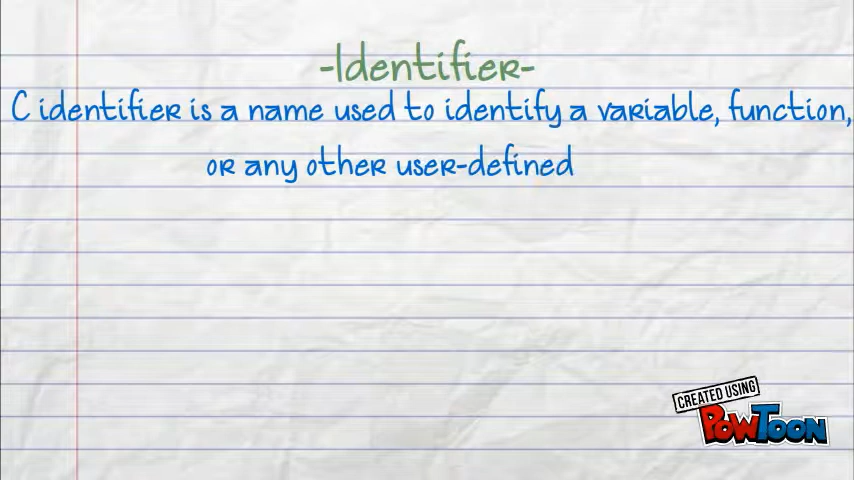 -Identifier-
C identifier is a name used to identify a variable, function,
or any other user-defined
CREATED USING
POWTOON